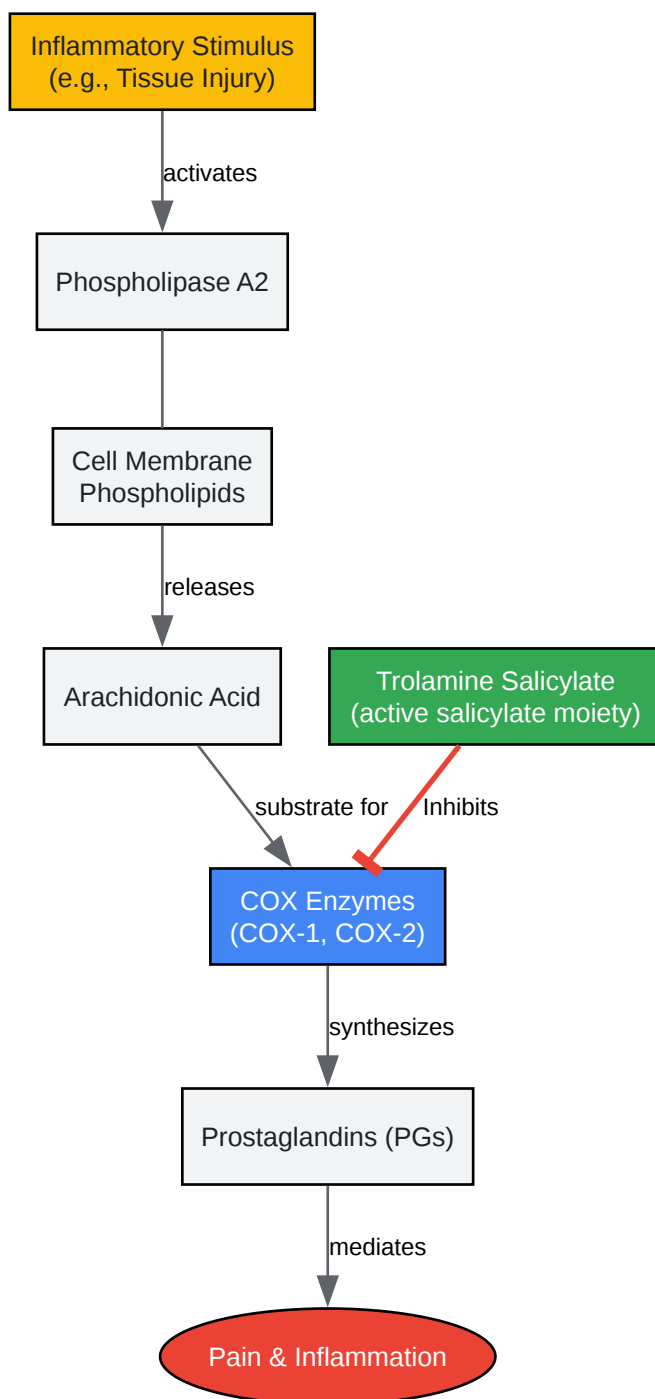 Inflammatory Stimulus
(e.g., Tissue Injury)
activates
Phospholipase A2
Cell Membrane
Phospholipids
releases
Arachidonic Acid
Trolamine Salicylate
(active salicylate moiety)
substrate for
Inhibits
COX Enzymes
(COX-1, COX-2)
synthesizes
Prostaglandins (PGs)
mediates
Pain & Inflammation